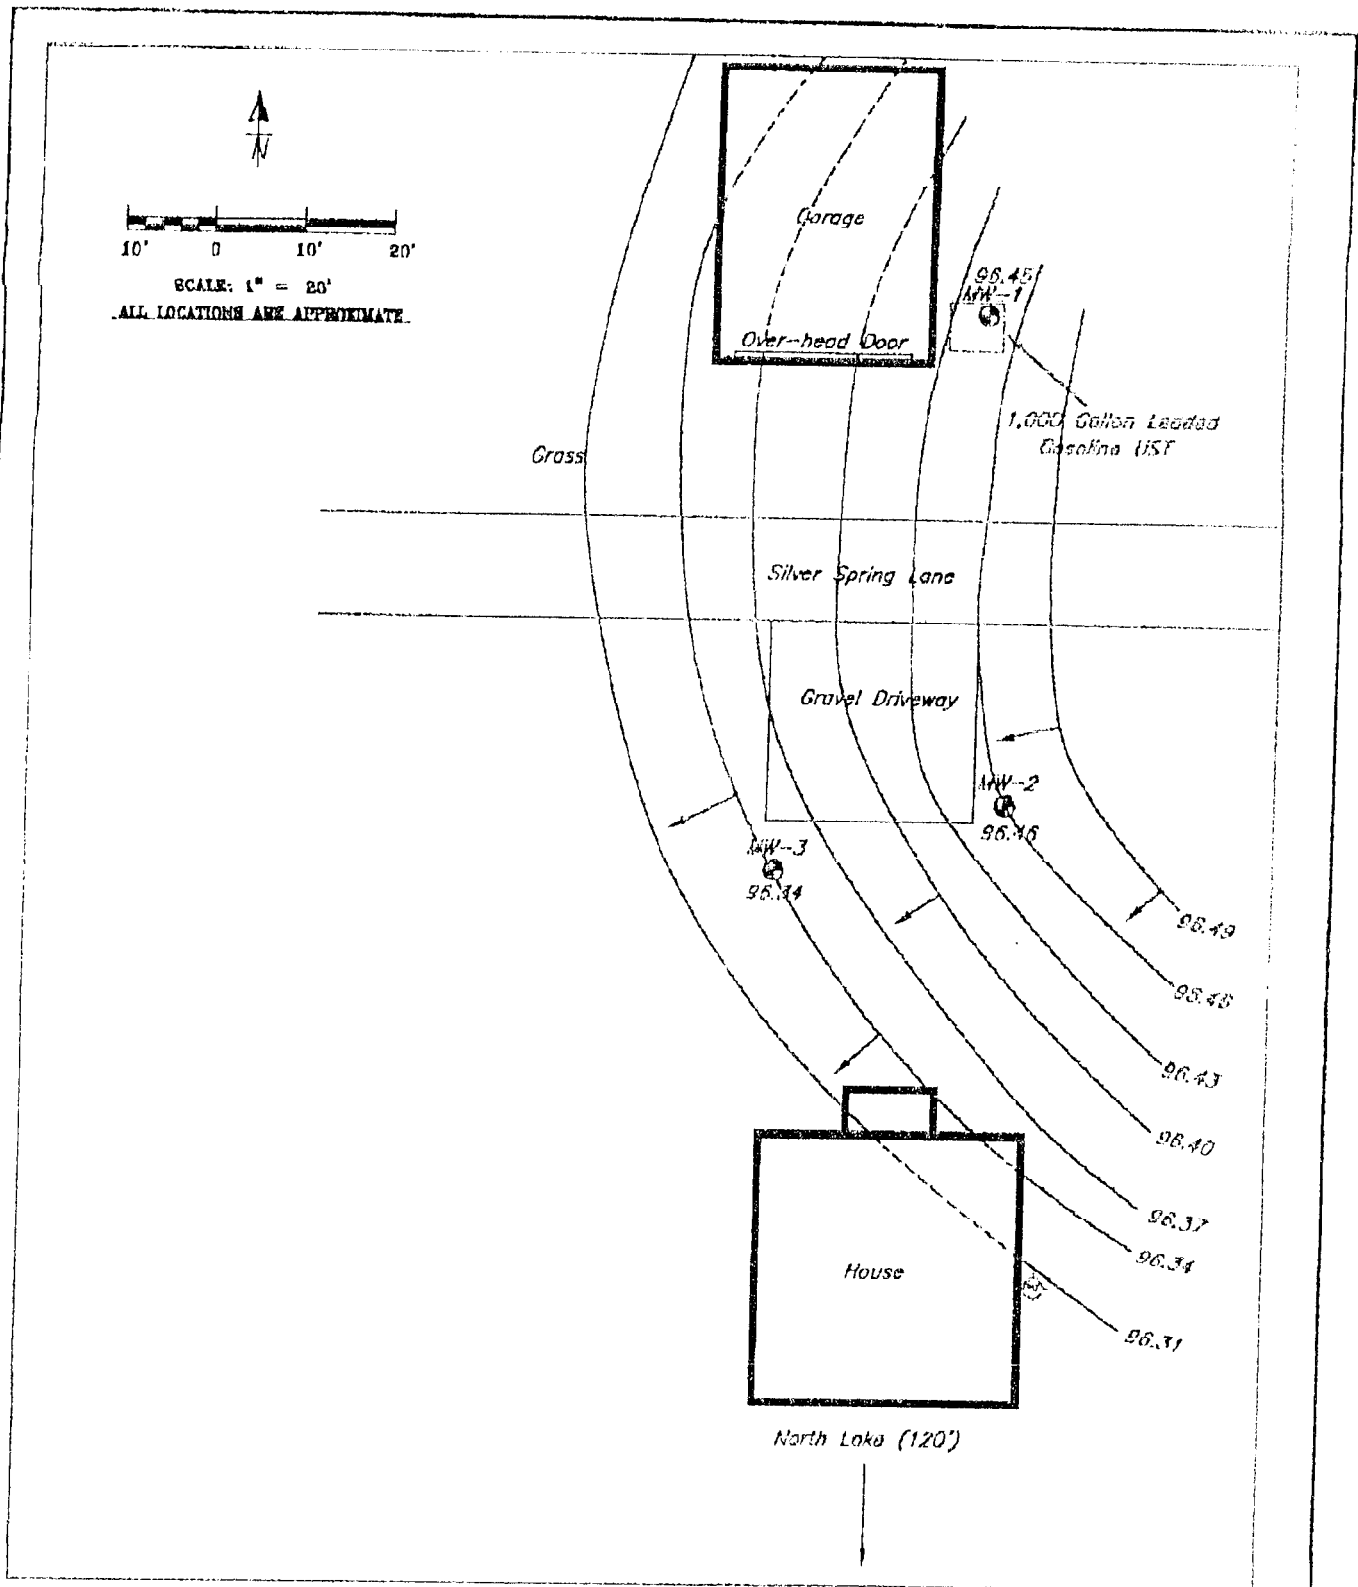 N
10' 0 10' 20'
SCALE: 1" = 20'
ALL LOCATIONS ARE APPROXIMATE
Garage
96.45
MW-1
Over-head Door
1,000 Gallon Leaded
Gasoline UST
Grass
Silver Spring Lane
Gravel Driveway
MW-2
96.46
MW-3
96.34
96.49
96.46
96.43
96.40
96.37
96.34
96.31
House
North Lake (120')